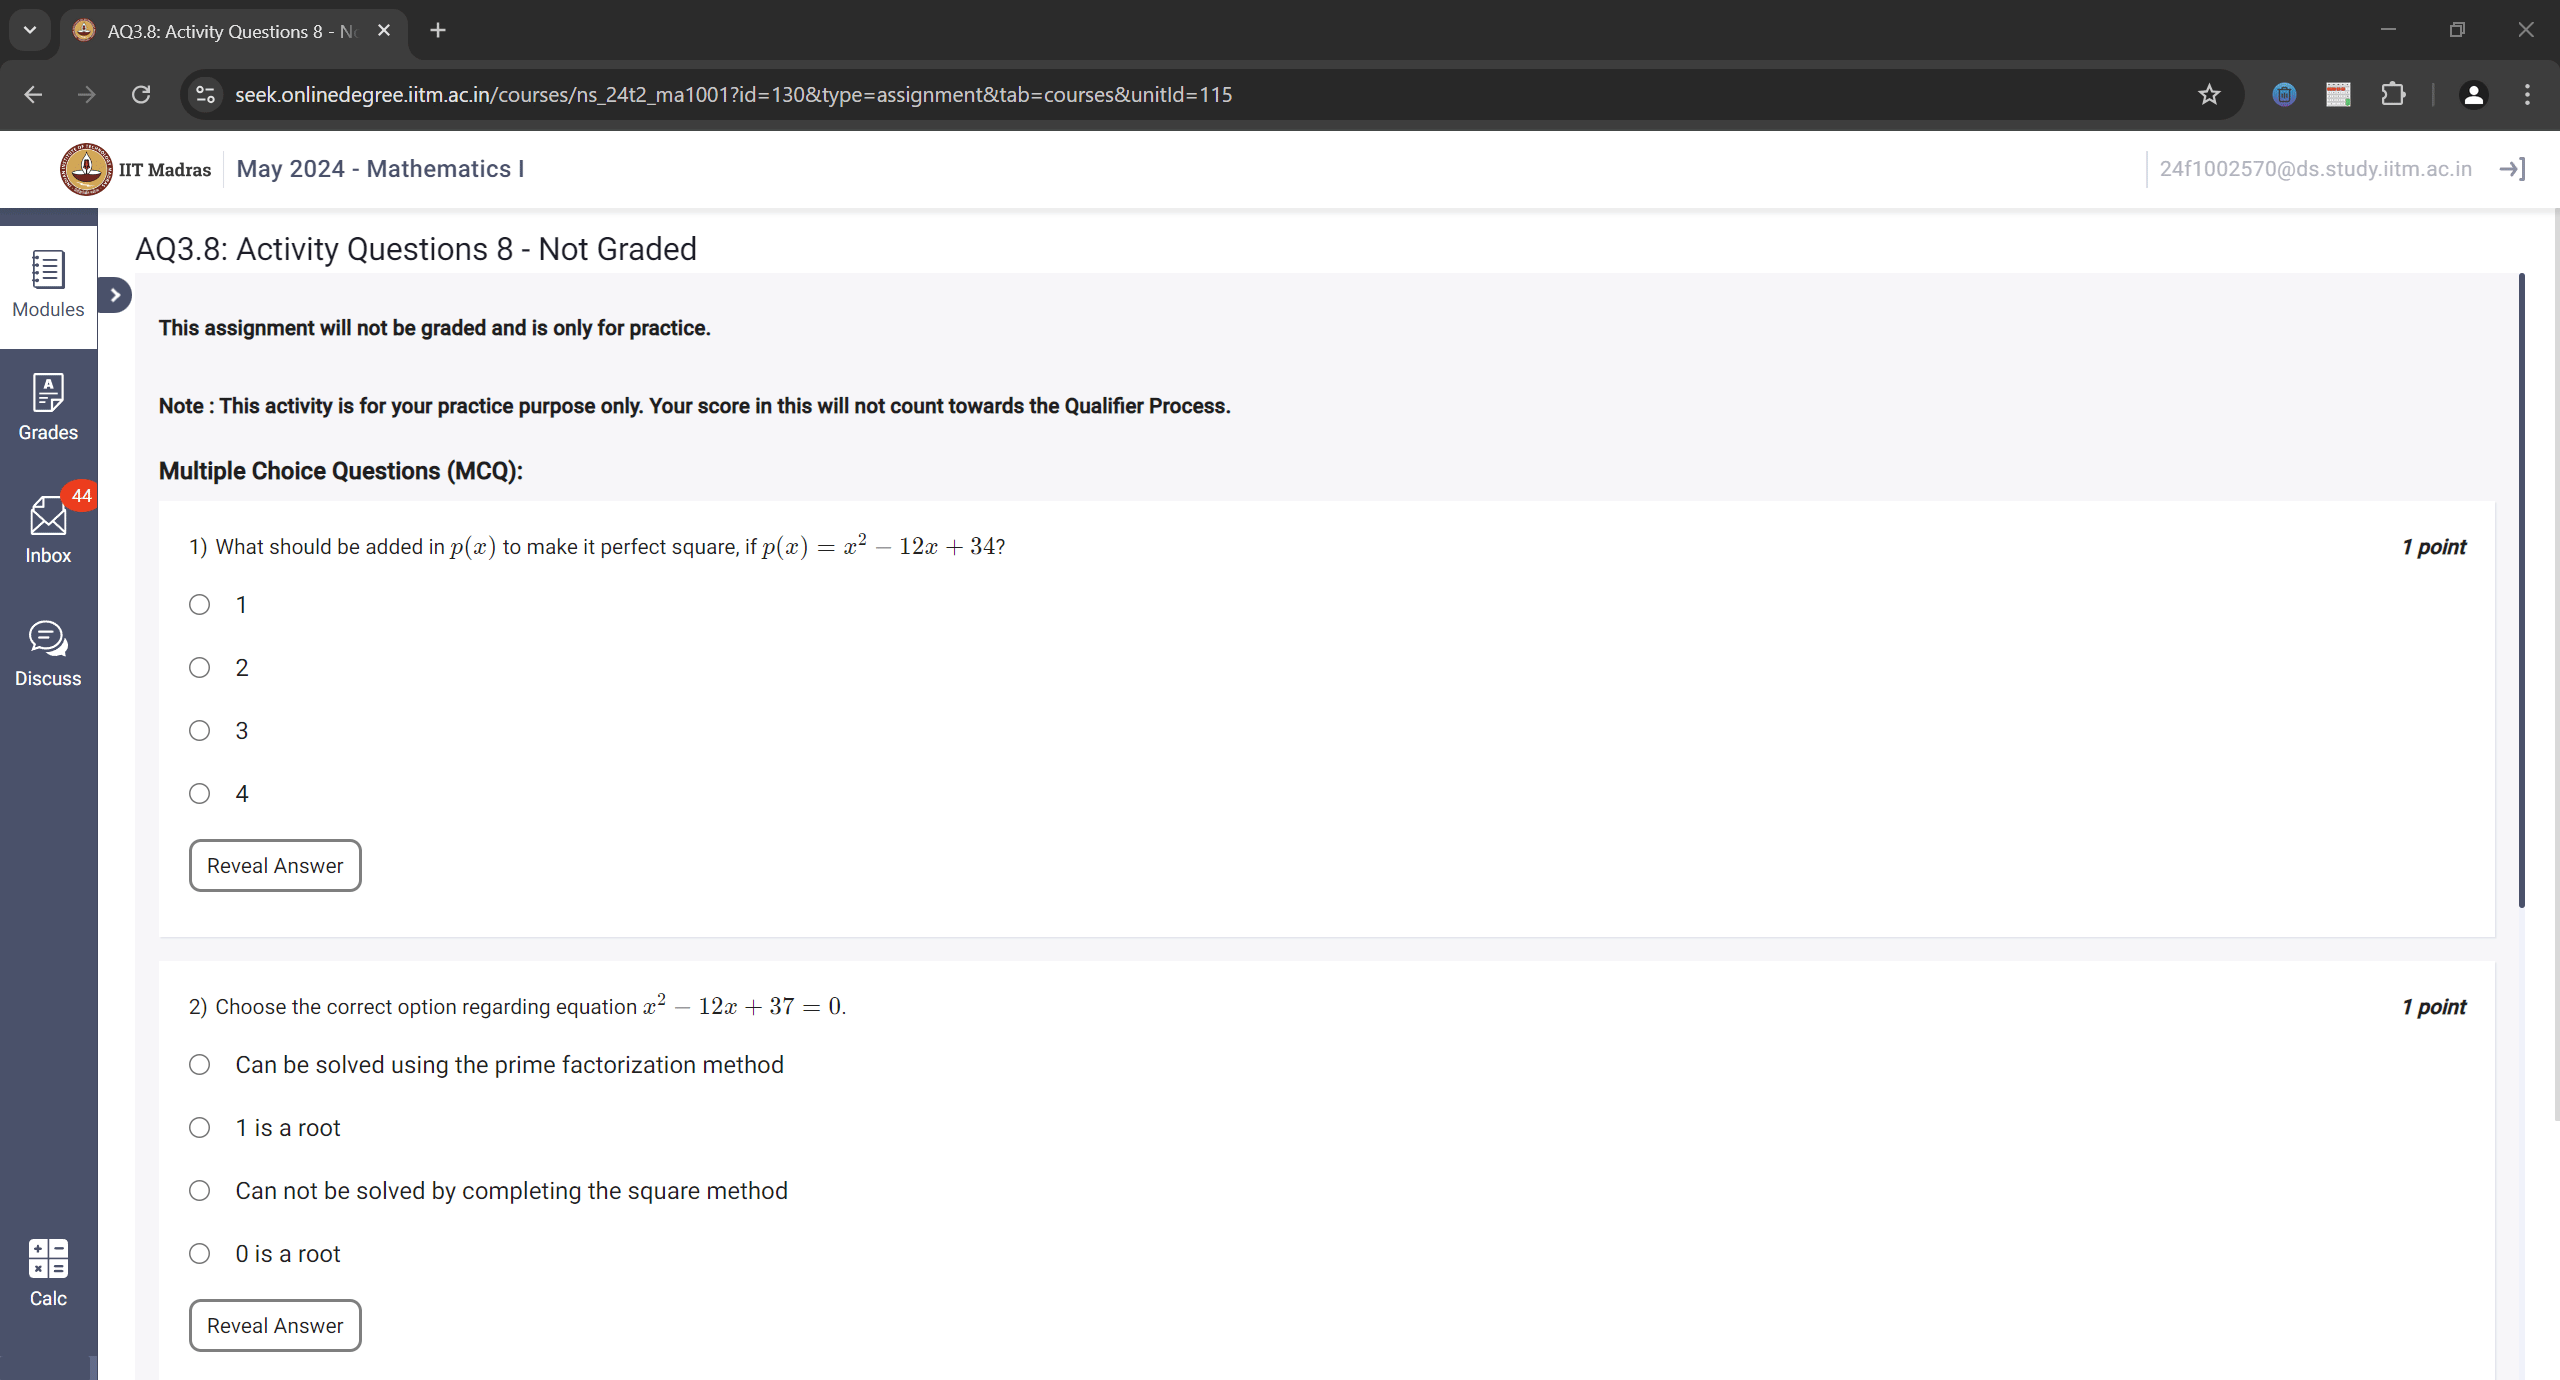 AQ3.8: Activity Questions 8 - No
seek.onlinedegree.iitm.ac.in/courses/ns_24t2_ma1001?id=130&type=assignment&tab=courses&unitId=115
IIT Madras
May 2024 - Mathematics I
24f1002570@ds.study.iitm.ac.in
Modules
Grades
44
Inbox
Discuss
Calc
AQ3.8: Activity Questions 8 - Not Graded
This assignment will not be graded and is only for practice.
Note : This activity is for your practice purpose only. Your score in this will not count towards the Qualifier Process.
Multiple Choice Questions (MCQ):
1) What should be added in p(x) to make it perfect square, if p(x) = x² − 12x + 34?
1 point
1
2
3
4
Reveal Answer
2) Choose the correct option regarding equation x² − 12x + 37 = 0.
1 point
Can be solved using the prime factorization method
1 is a root
Can not be solved by completing the square method
0 is a root
Reveal Answer